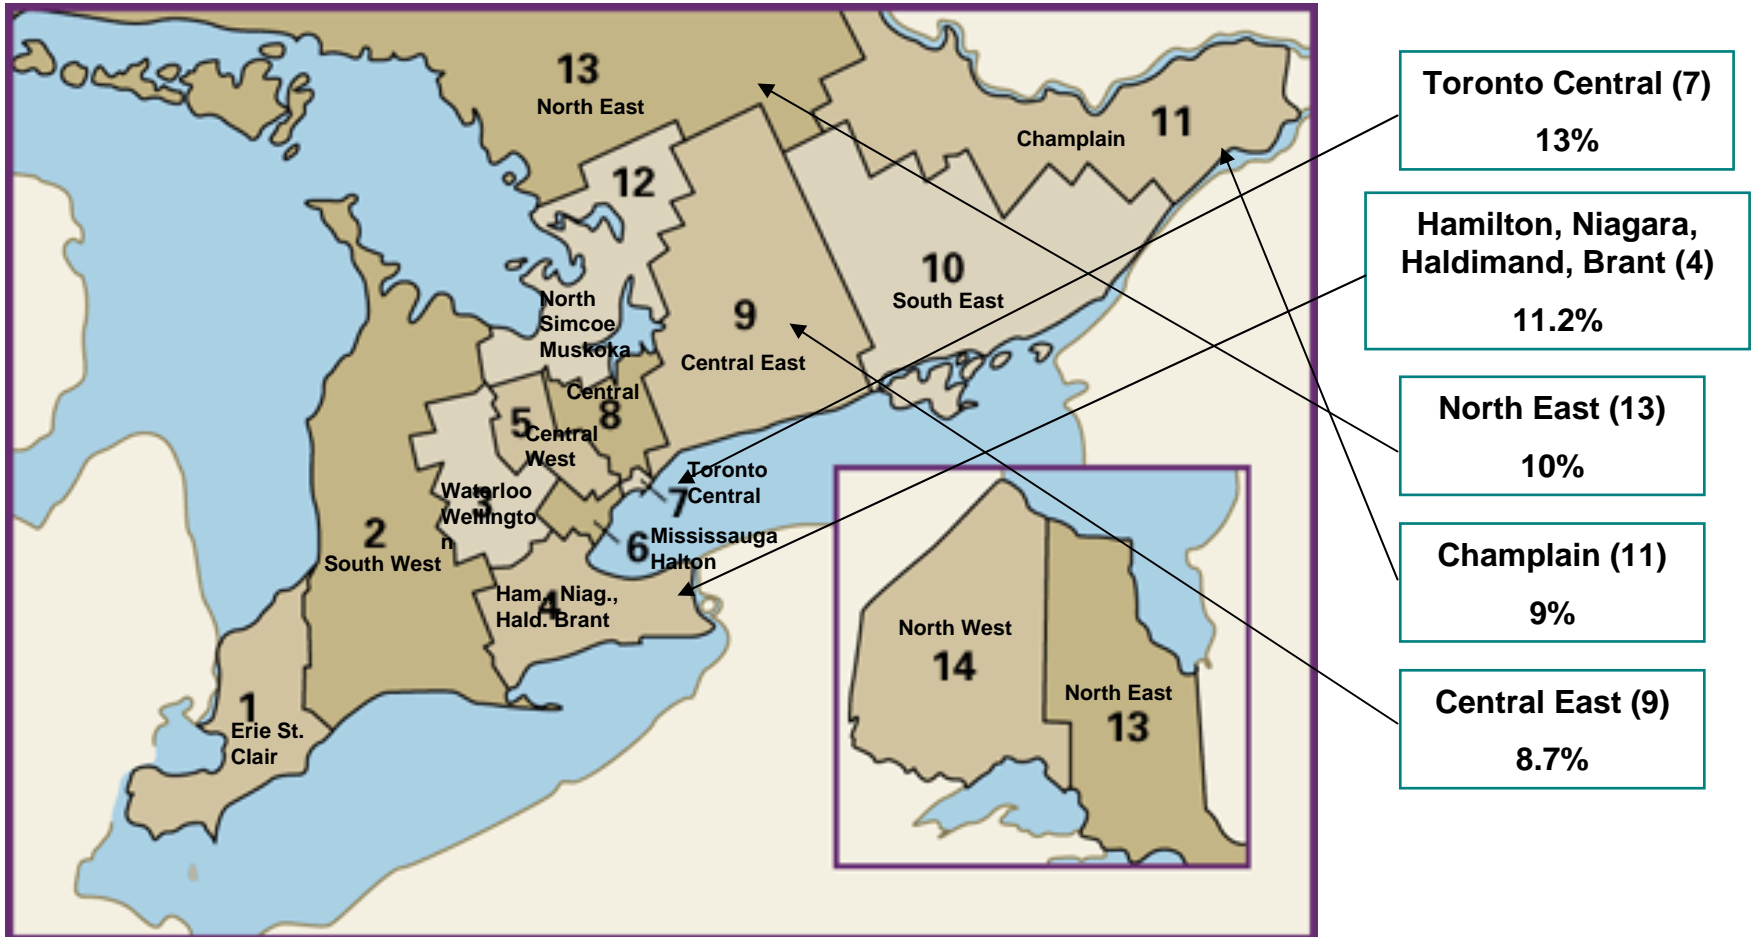 13
North East
Champlain
11
12
10
South East
North
Simcoe
Muskoka
9
Central East
Central
8
5
Central
West
Toronto
Central
7
Waterloo
Wellingto
n
3
2
South West
6
Mississauga
Halton
Ham., Niag.,
Hald. Brant
4
1
Erie St.
Clair
North West
14
North East
13
Toronto Central (7)
13%
Hamilton, Niagara,
Haldimand, Brant (4)
11.2%
North East (13)
10%
Champlain (11)
9%
Central East (9)
8.7%